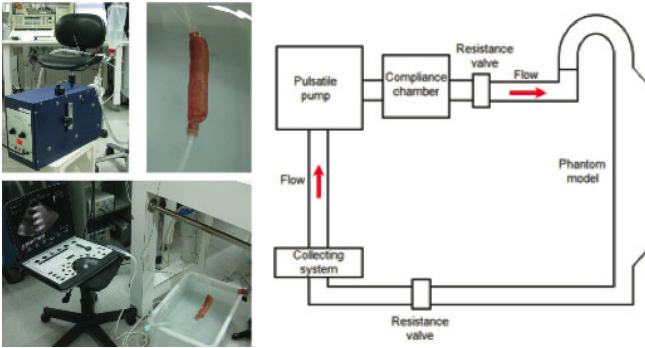 Pulsatile
pump
Compliance
chamber
Resistance
valve
Flow
Flow
Phantom
model
Collecting
system
Resistance
valve